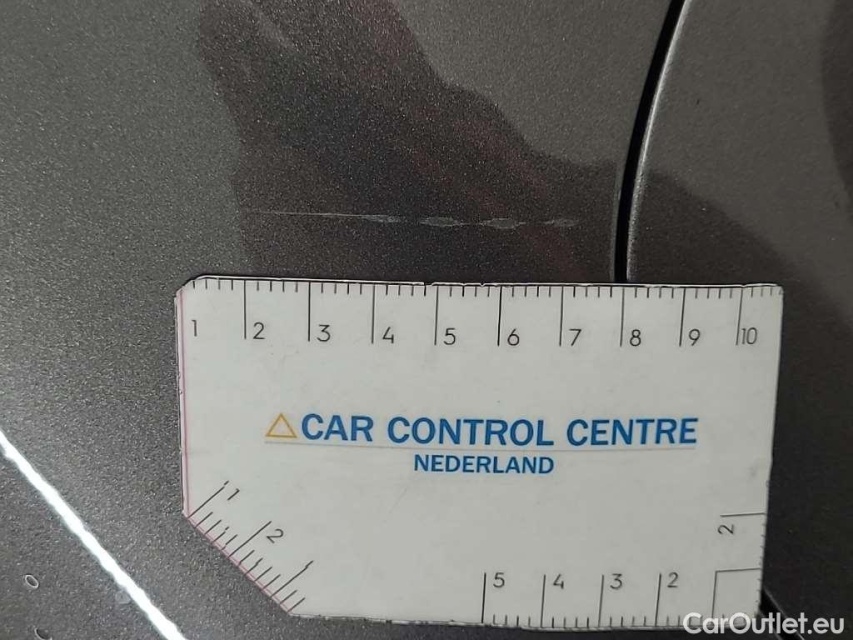 1 2 3 4 5 6 7 8 9 10
CAR CONTROL CENTRE
NEDERLAND
1
2
2
5 4 3 2
CarOutlet.eu